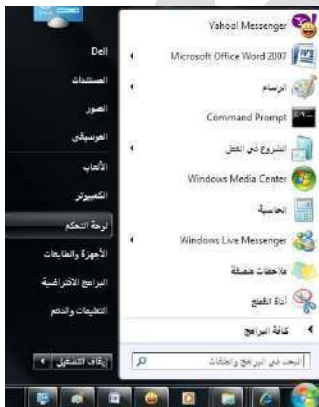 Yahoo! Messenger
Microsoft Office Word 2007
الرسام
Command Prompt
الشروع في العمل
Windows Media Center
الحاسبة
Windows Live Messenger
ملاحظات ملصقة
أداة القطع
كافة البرامج
البحث في البرامج والملفات
Dell
المستندات
الصور
الموسيقى
الألعاب
الكمبيوتر
لوحة التحكم
الأجهزة والطابعات
البرامج الافتراضية
التعليمات والدعم
إيقاف التشغيل